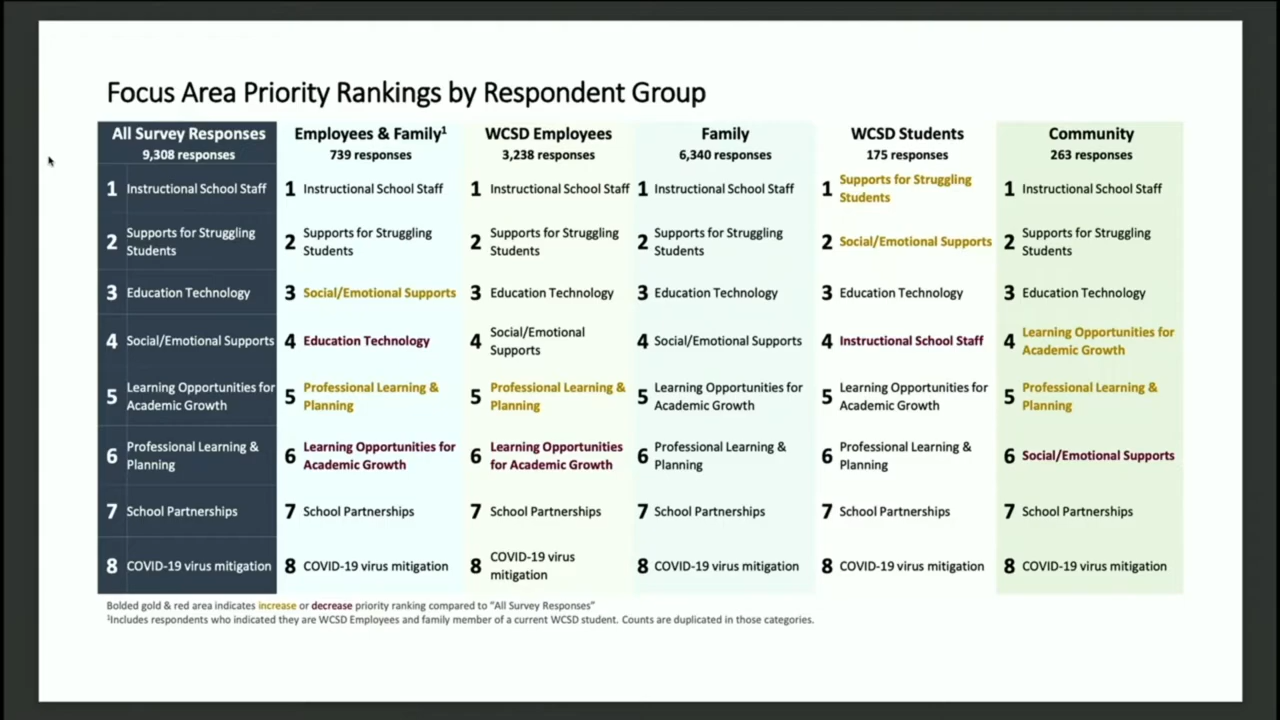 Focus Area Priority Rankings by Respondent Group
All Survey Responses
9,308 responses
1 Instructional School Staff
2 Supports for Struggling
Students
3 Education Technology
4 Social/Emotional Supports
5 Learning Opportunities for
Academic Growth
6 Professional Learning &
Planning
7 School Partnerships
8 COVID-19 virus mitigation
Employees & Family¹
739 responses
1 Instructional School Staff
2 Supports for Struggling
Students
3 Social/Emotional Supports
4 Education Technology
5 Professional Learning &
Planning
6 Learning Opportunities for
Academic Growth
7 School Partnerships
8 COVID-19 virus mitigation
WCSD Employees
3,238 responses
1 Instructional School Staff
2 Supports for Struggling
Students
3 Education Technology
4 Social/Emotional
Supports
5 Professional Learning &
Planning
6 Learning Opportunities
for Academic Growth
7 School Partnerships
8 COVID-19 virus
mitigation
Family
6,340 responses
1 Instructional School Staff
2 Supports for Struggling
Students
3 Education Technology
4 Social/Emotional Supports
5 Learning Opportunities for
Academic Growth
6 Professional Learning &
Planning
7 School Partnerships
8 COVID-19 virus mitigation
WCSD Students
175 responses
1 Supports for Struggling
Students
2 Social/Emotional Supports
3 Education Technology
4 Instructional School Staff
5 Learning Opportunities for
Academic Growth
6 Professional Learning &
Planning
7 School Partnerships
8 COVID-19 virus mitigation
Community
263 responses
1 Instructional School Staff
2 Supports for Struggling
Students
3 Education Technology
4 Learning Opportunities for
Academic Growth
5 Professional Learning &
Planning
6 Social/Emotional Supports
7 School Partnerships
8 COVID-19 virus mitigation
Bolded gold & red area indicates increase or decrease priority ranking compared to “All Survey Responses”
¹Includes respondents who indicated they are WCSD Employees and family member of a current WCSD student. Counts are duplicated in those categories.